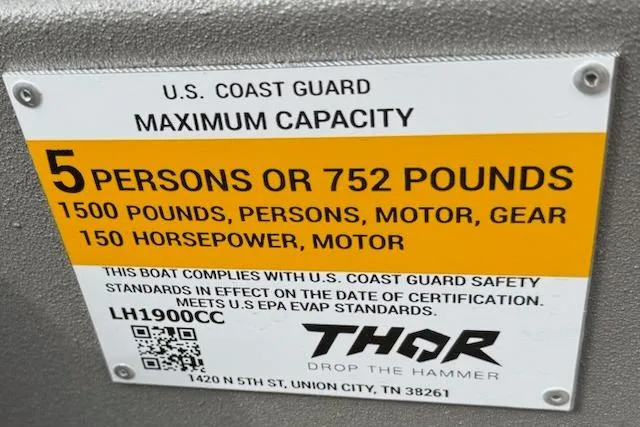 U.S. COAST GUARD
MAXIMUM CAPACITY
5 PERSONS OR 752 POUNDS
1500 POUNDS, PERSONS, MOTOR, GEAR
150 HORSEPOWER, MOTOR
THIS BOAT COMPLIES WITH U.S. COAST GUARD SAFETY
STANDARDS IN EFFECT ON THE DATE OF CERTIFICATION.
MEETS U.S EPA EVAP STANDARDS.
LH1900CC
THOR
DROP THE HAMMER
1420 N 5TH ST, UNION CITY, TN 38261